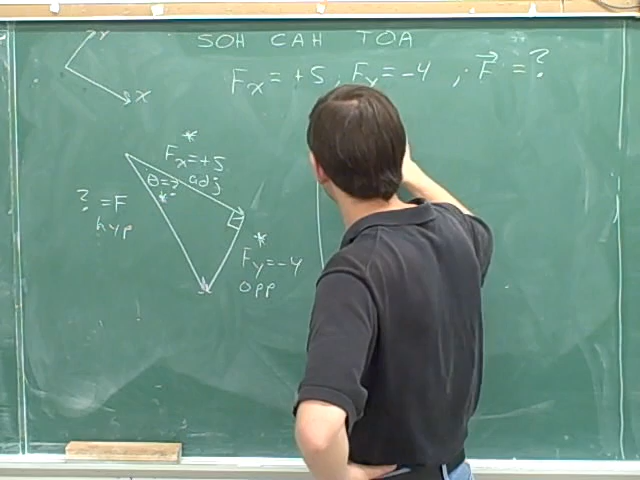 SOH CAH TOA
Fx = +5, Fy = -4, F⃗ = ?
Y
X
*
Fx = +5
θ = ? adj
*
? = F
hyp
*
Fy = -4
opp